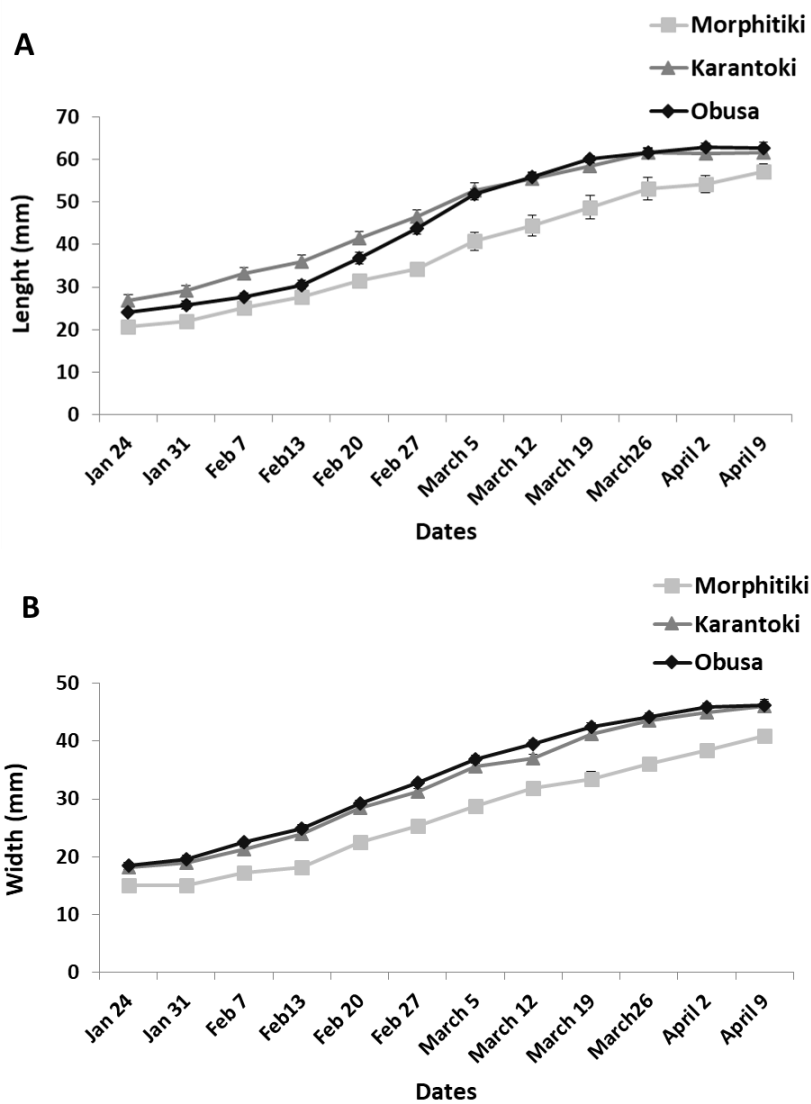 A
Morphitiki
Karantoki
Obusa
70
60
50
40
30
20
10
0
Lenght (mm)
Jan 24
Jan 31
Feb 7
Feb13
Feb 20
Feb 27
March 5
March 12
March 19
March26
April 2
April 9
Dates
B
Morphitiki
Karantoki
Obusa
50
40
30
20
10
0
Width (mm)
Jan 24
Jan 31
Feb 7
Feb13
Feb 20
Feb 27
March 5
March 12
March 19
March26
April 2
April 9
Dates